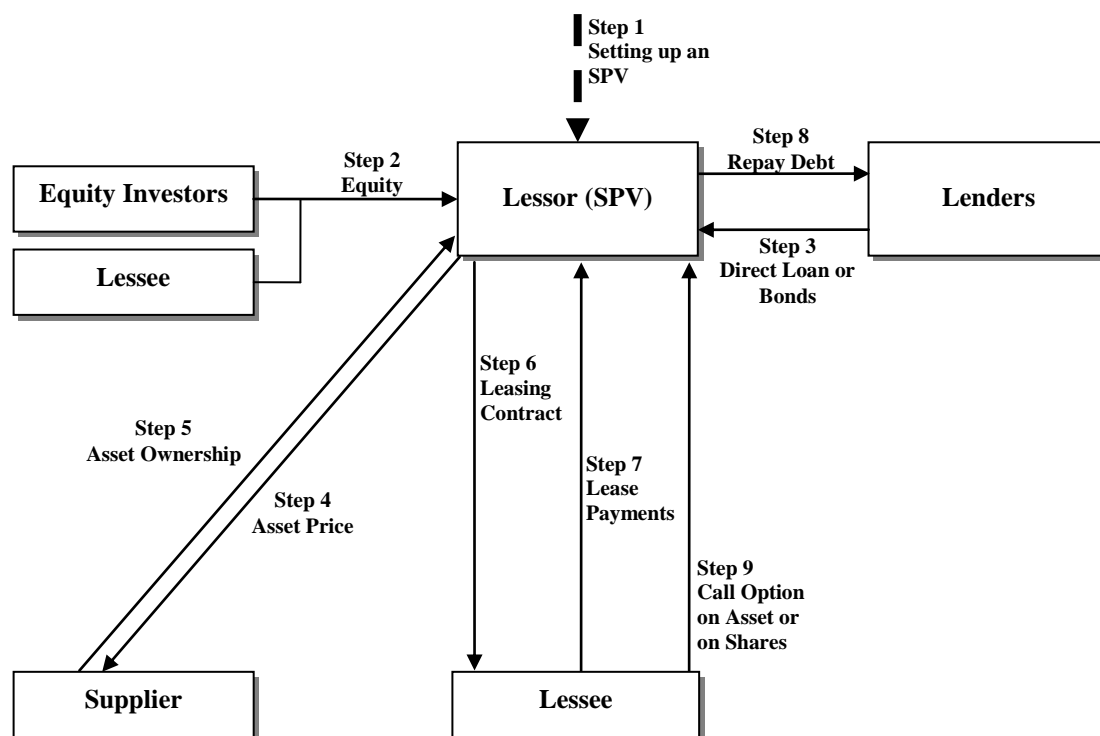 Step 1
Setting up an
SPV
Step 2
Equity
Equity Investors
Lessee
Lessor (SPV)
Step 8
Repay Debt
Lenders
Step 3
Direct Loan or
Bonds
Step 5
Asset Ownership
Step 4
Asset Price
Step 6
Leasing
Contract
Step 7
Lease
Payments
Step 9
Call Option
on Asset or
on Shares
Supplier
Lessee